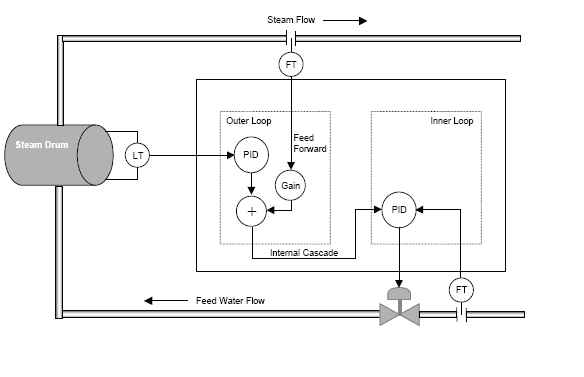 Steam Flow
FT
Outer Loop
Inner Loop
Feed
Forward
Steam Drum
LT
PID
Gain
+
PID
Internal Cascade
FT
Feed Water Flow